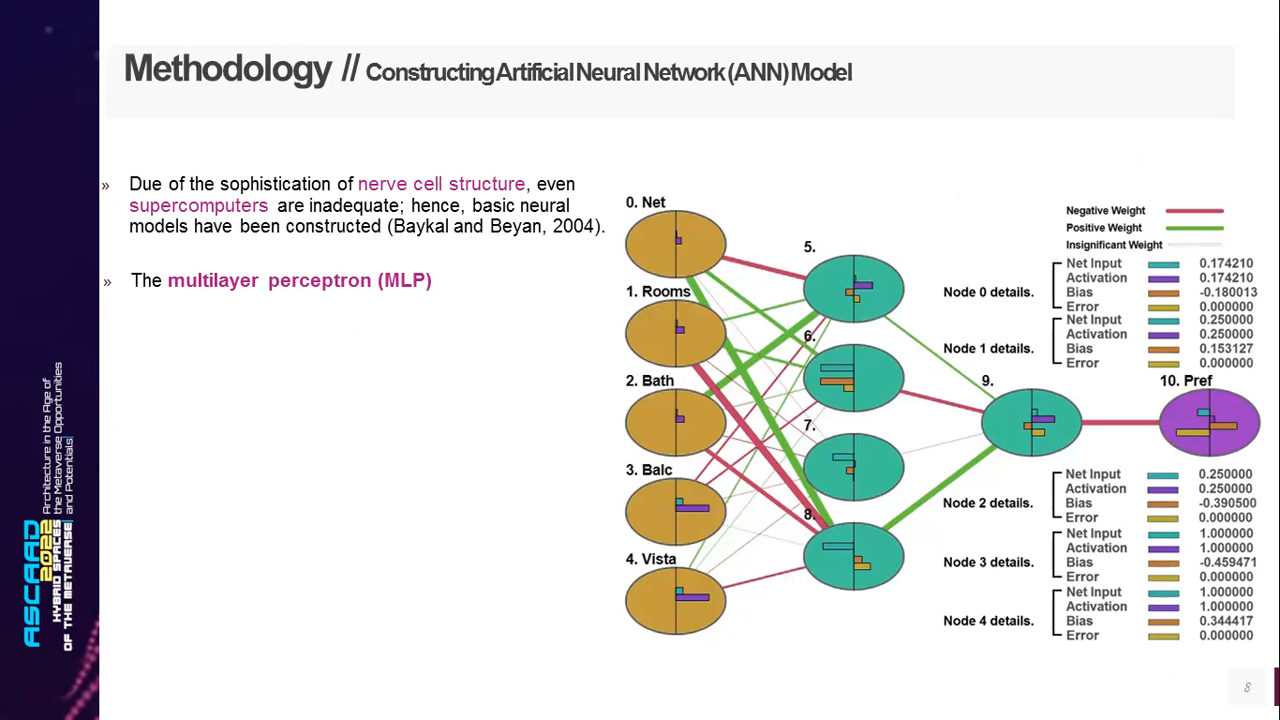 Methodology // Constructing Artificial Neural Network (ANN) Model
» Due of the sophistication of nerve cell structure, even
supercomputers are inadequate; hence, basic neural
models have been constructed (Baykal and Beyan, 2004).
» The multilayer perceptron (MLP)
0. Net
1. Rooms
2. Bath
3. Balc
4. Vista
5.
6.
7.
8.
9.
10. Pref
Negative Weight
Positive Weight
Insignificant Weight
Node 0 details.
Net Input 0.174210
Activation 0.174210
Bias -0.180013
Error 0.000000
Node 1 details.
Net Input 0.250000
Activation 0.250000
Bias 0.153127
Error 0.000000
Node 2 details.
Net Input 0.250000
Activation 0.250000
Bias -0.390500
Error 0.000000
Node 3 details.
Net Input 1.000000
Activation 1.000000
Bias -0.459471
Error 0.000000
Node 4 details.
Net Input 1.000000
Activation 1.000000
Bias 0.344417
Error 0.000000
ASCAAD
2022
Architecture in the Age of
the Metaverse Opportunities
and Potentials
HYBRID SPACES
OF THE METAVERSE
8